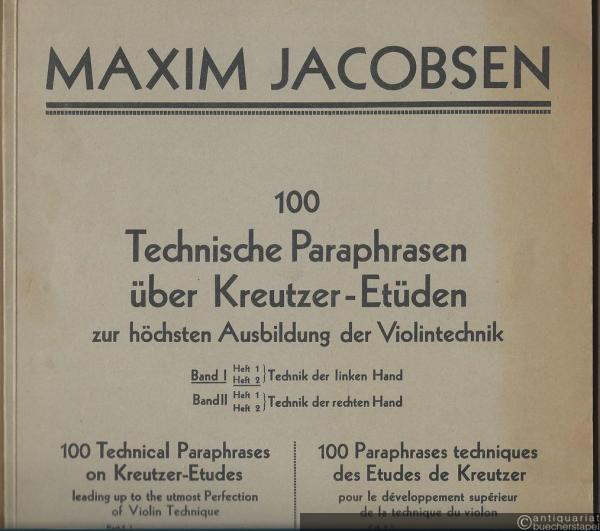 MAXIM JACOBSEN
100
Technische Paraphrasen
über Kreutzer-Etüden
zur höchsten Ausbildung der Violintechnik
Band I Heft 1 Heft 2 } Technik der linken Hand
Band II Heft 1 Heft 2 } Technik der rechten Hand
100 Technical Paraphrases
on Kreutzer-Etudes
leading up to the utmost Perfection
of Violin Technique
100 Paraphrases techniques
des Etudes de Kreutzer
pour le développement supérieur
de la technique du violon
©antiquariat
buecherstapel